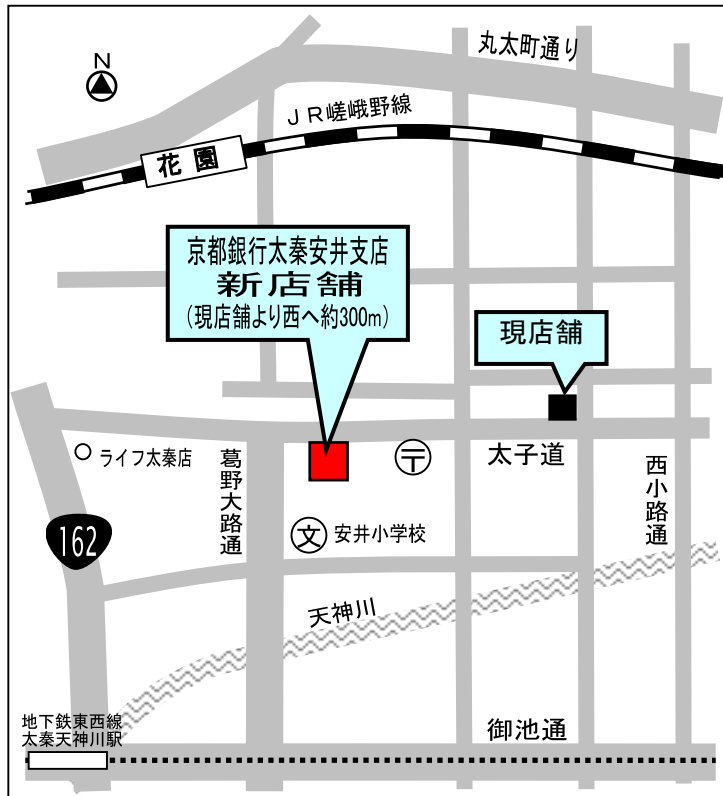 丸太町通り
N
ＪＲ嵯峨野線
花園
京都銀行太秦安井支店
新店舗
(現店舗より西へ約300m)
現店舗
ライフ太秦店
葛野大路通
〒
太子道
西小路通
162
文
安井小学校
天神川
地下鉄東西線
太秦天神川駅
御池通